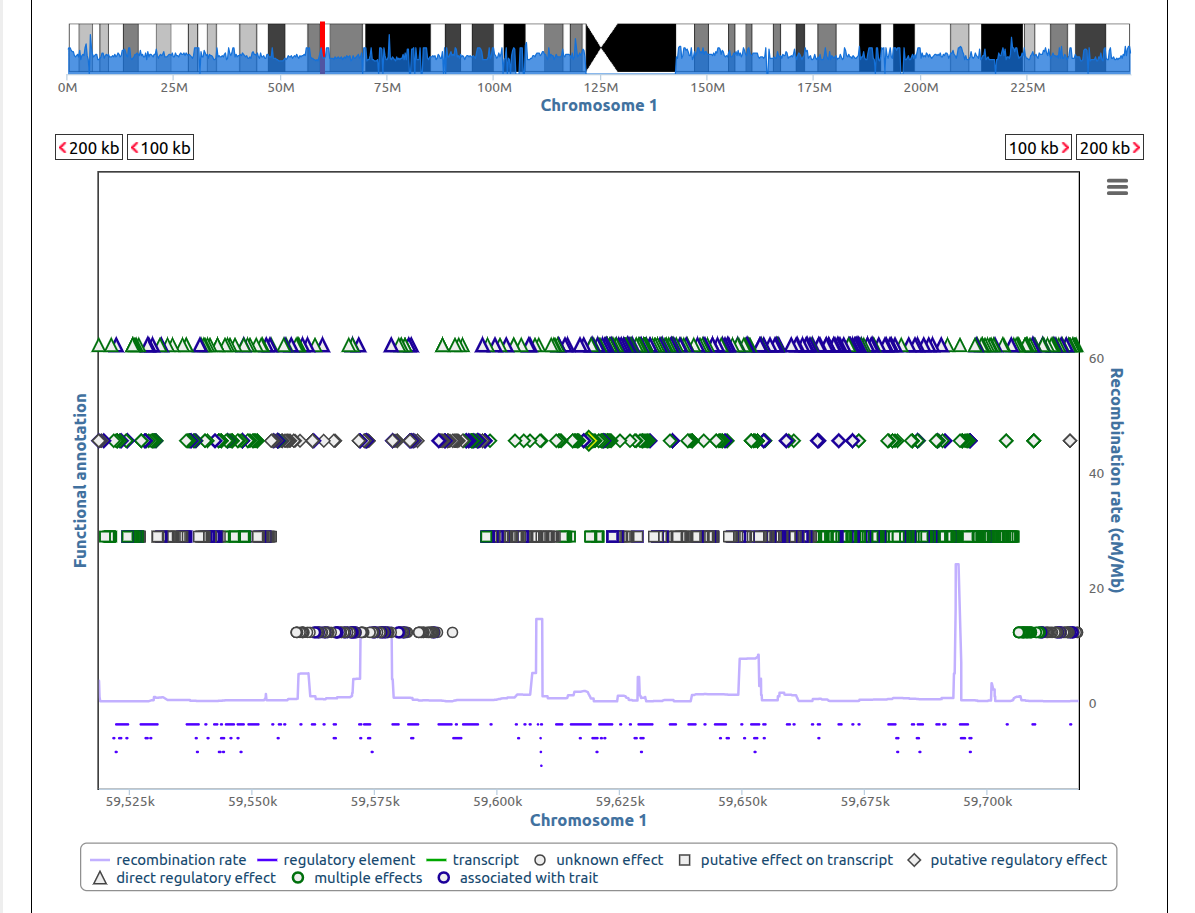 0M 25M 50M 75M 100M 125M 150M 175M 200M 225M
Chromosome 1
<200 kb <100 kb 100 kb> 200 kb>
Functional annotation
60
40
20
0
Recombination rate (cM/Mb)
59,525k 59,550k 59,575k 59,600k 59,625k 59,650k 59,675k 59,700k
Chromosome 1
recombination rate regulatory element transcript unknown effect putative effect on transcript putative regulatory effect
direct regulatory effect multiple effects associated with trait